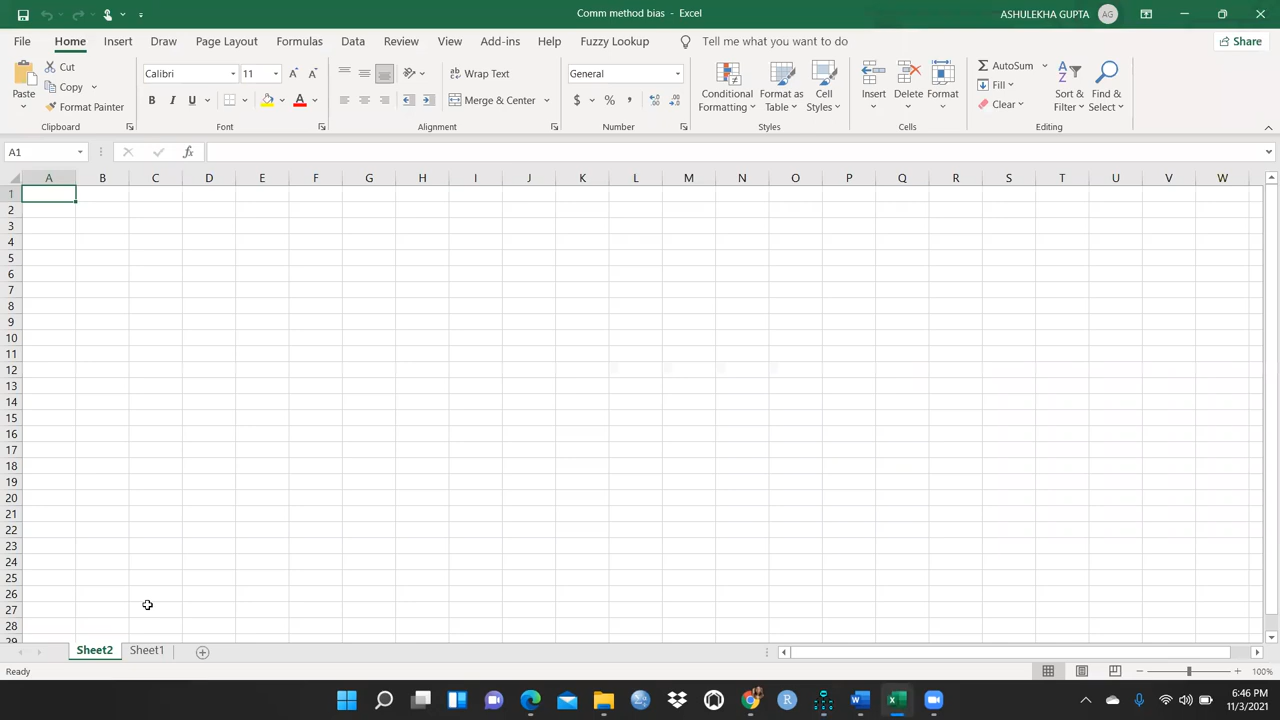 Comm method bias - Excel
ASHULEKHA GUPTA
AG
File Home Insert Draw Page Layout Formulas Data Review View Add-ins Help Fuzzy Lookup Tell me what you want to do Share
Paste
Cut
Copy
Format Painter
Clipboard
Calibri 11
B I U A
Font
Wrap Text
Merge & Center
Alignment
General
$ % ,
Number
Conditional Formatting
Format as Table
Cell Styles
Styles
Insert Delete Format
Cells
AutoSum
Fill
Clear
Sort & Filter
Find & Select
Editing
A1 fx
A B C D E F G H I J K L M N O P Q R S T U V W
1
2
3
4
5
6
7
8
9
10
11
12
13
14
15
16
17
18
19
20
21
22
23
24
25
26
27
28
29
Sheet2 Sheet1
Ready 100%
6:46 PM
11/3/2021